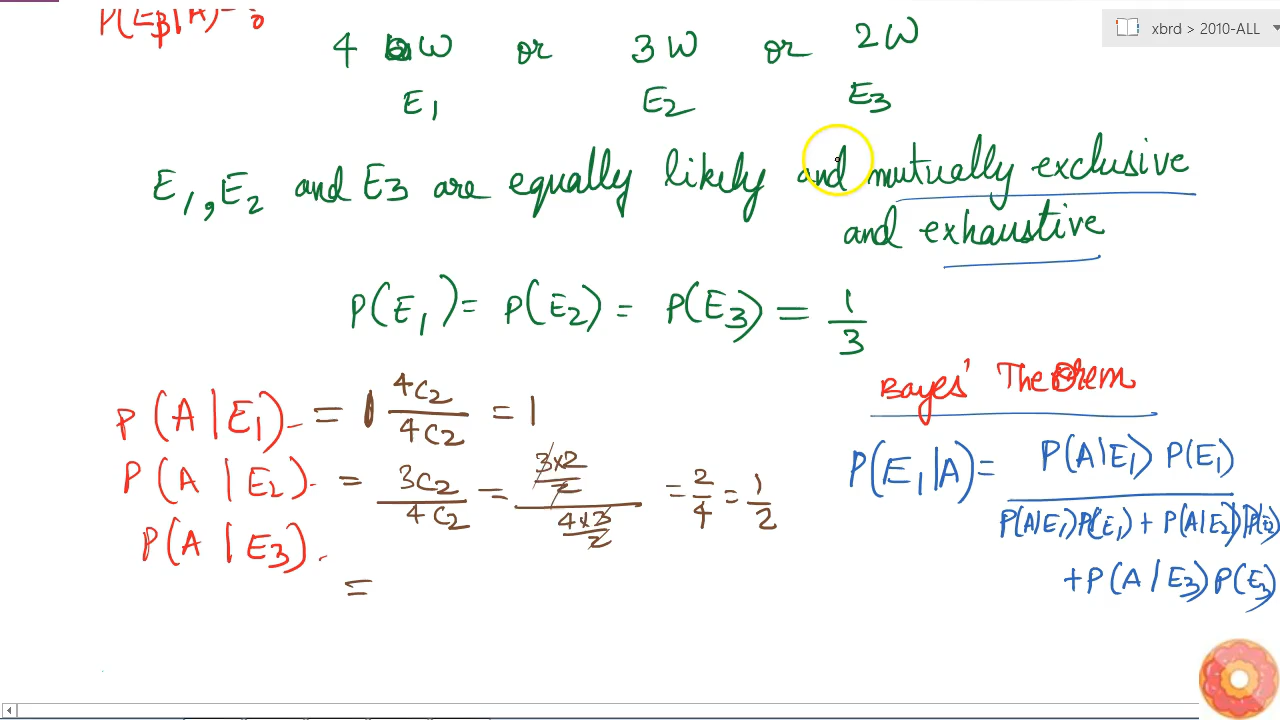 P(E3|A)=?
xbrd > 2010-ALL
4 W or 3 W or 2 W
E1 E2 E3
E1, E2 and E3 are equally likely and mutually exclusive
and exhaustive
P(E1) = P(E2) = P(E3) = 1/3
Bayes' Theorem
P(A|E1) = 4C2/4C2 = 1
P(A|E2) = 3C2/4C2 = (3×2/2)/(4×3/2) = 2/4 = 1/2
P(A|E3) =
P(E1|A) = P(A|E1) P(E1)
P(A|E1)P(E1) + P(A|E2)P(E2)
+ P(A|E3)P(E3)